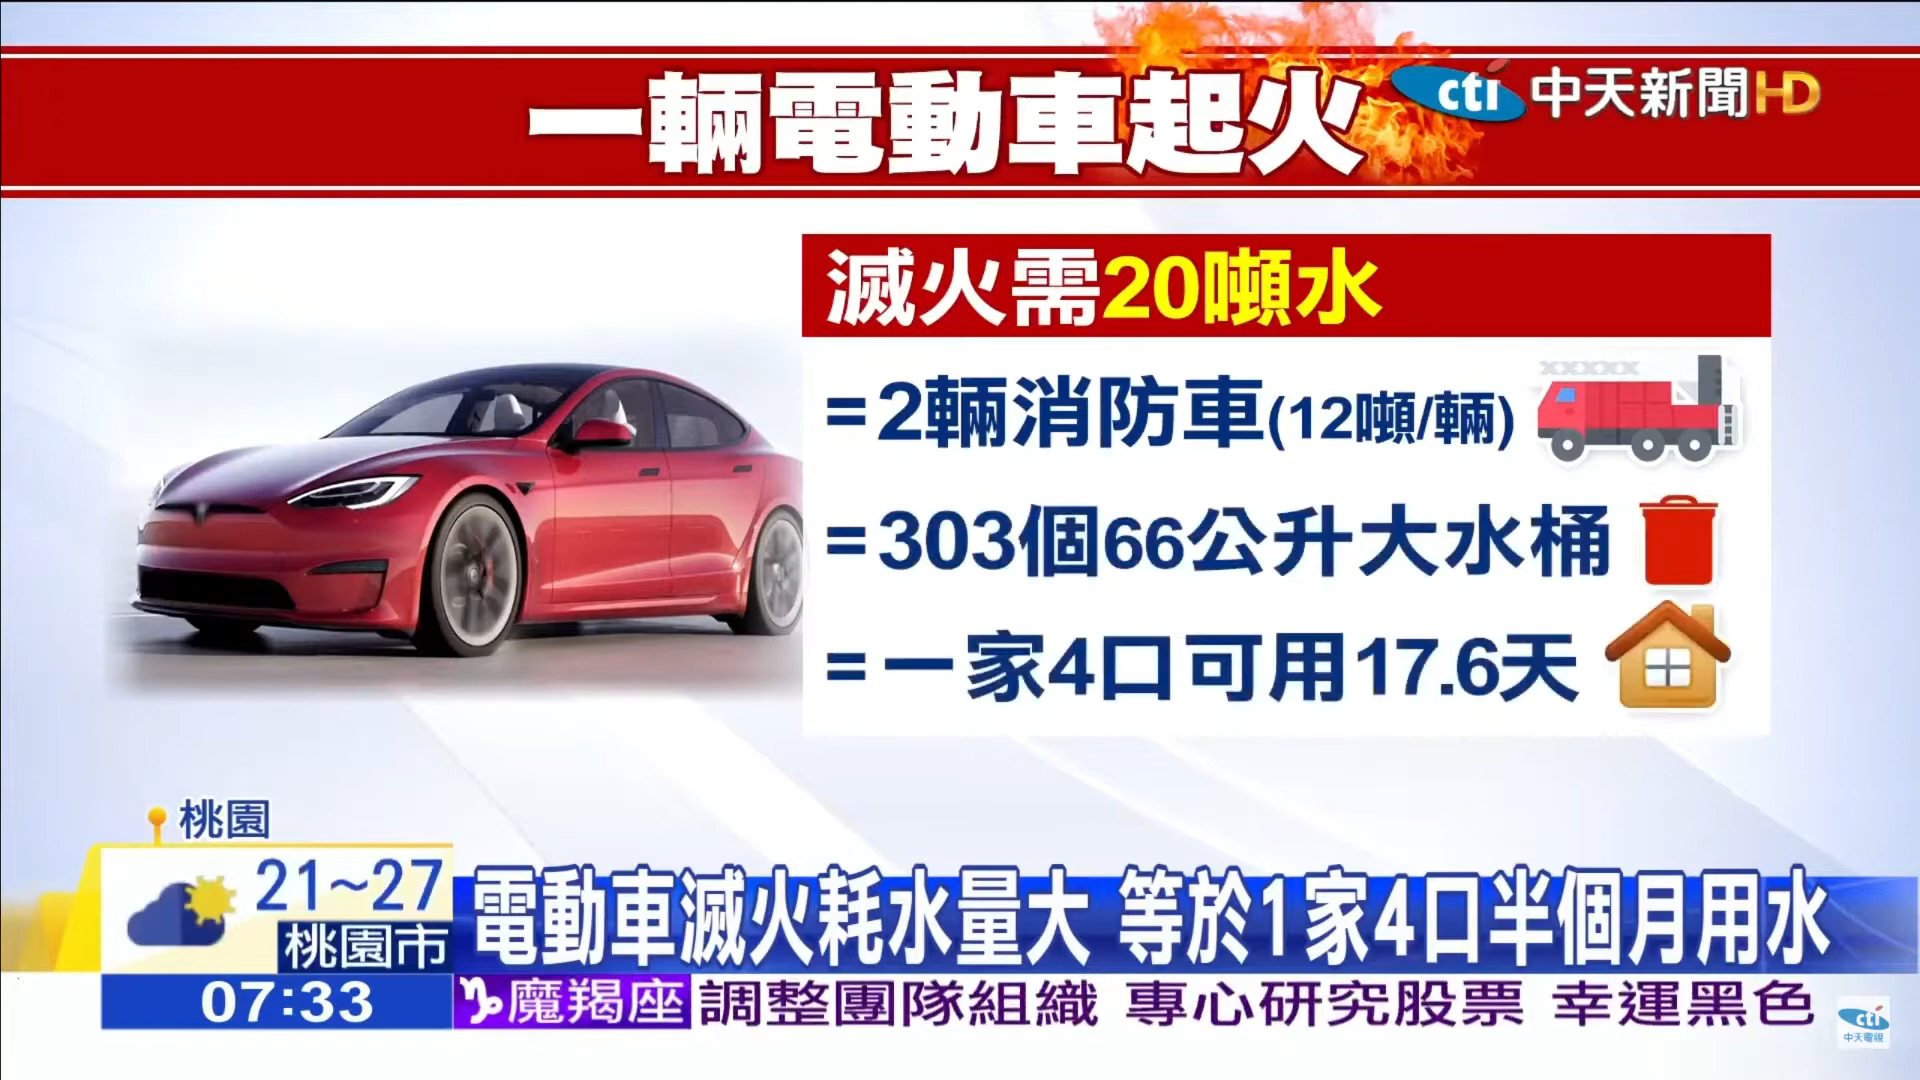 一輛電動車起火
cti 中天新聞HD
滅火需20噸水
=2輛消防車(12噸/輛)
=303個66公升大水桶
=一家4口可用17.6天
桃園
21~27
桃園市
電動車滅火耗水量大 等於1家4口半個月用水
07:33
魔羯座 調整團隊組織 專心研究股票 幸運黑色
cti
中天電視